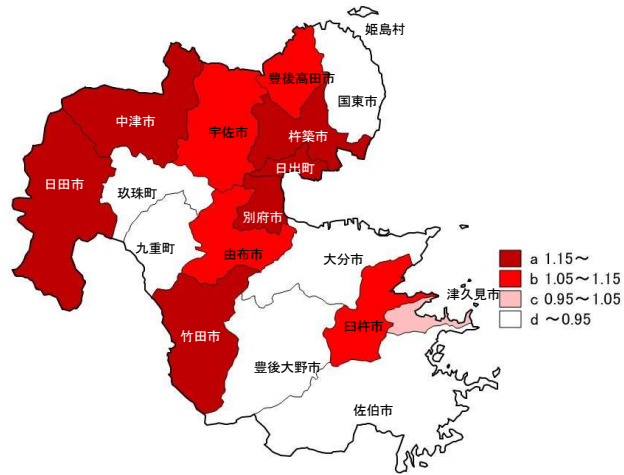 姫島村
豊後高田市
国東市
中津市
宇佐市
杵築市
日出町
日田市
玖珠町
別府市
九重町
由布市
大分市
a 1.15～
b 1.05～1.15
津久見市
c 0.95～1.05
d ～0.95
臼杵市
竹田市
豊後大野市
佐伯市